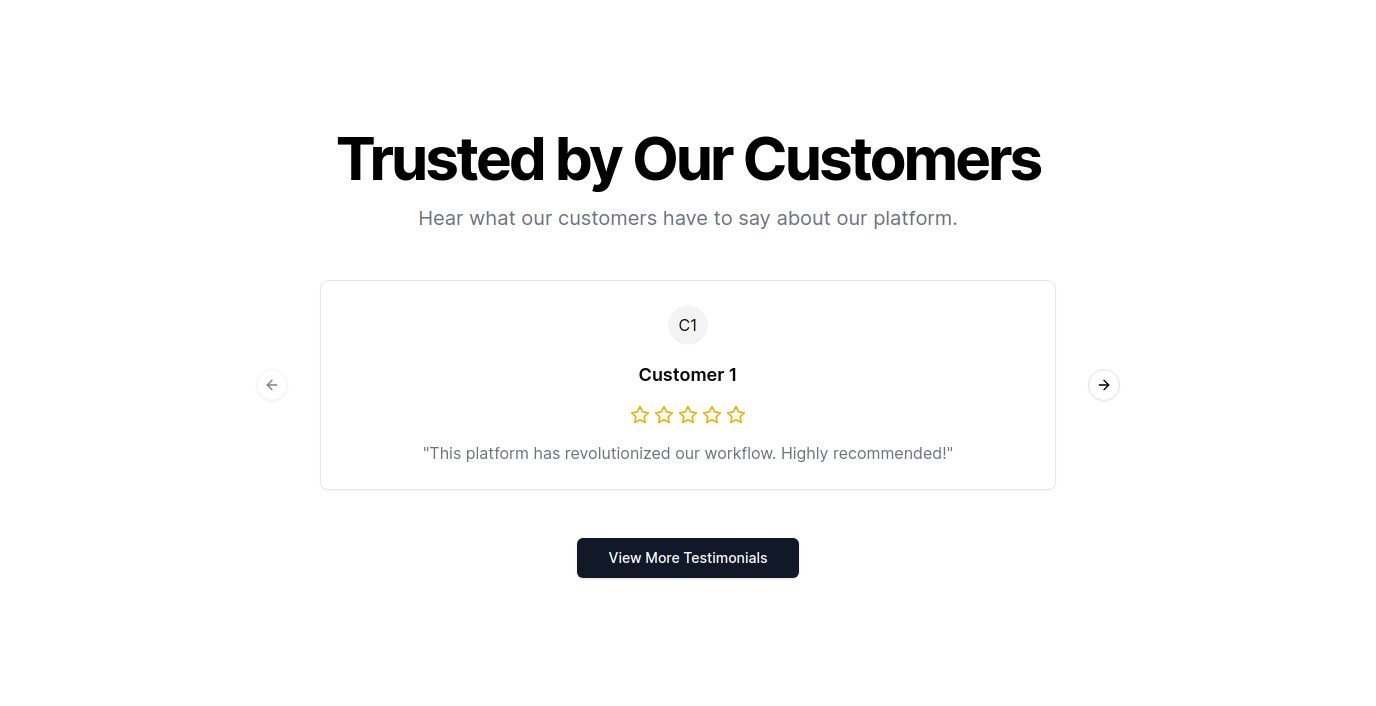 Trusted by Our Customers
Hear what our customers have to say about our platform.
C1
Customer 1
"This platform has revolutionized our workflow. Highly recommended!"
View More Testimonials